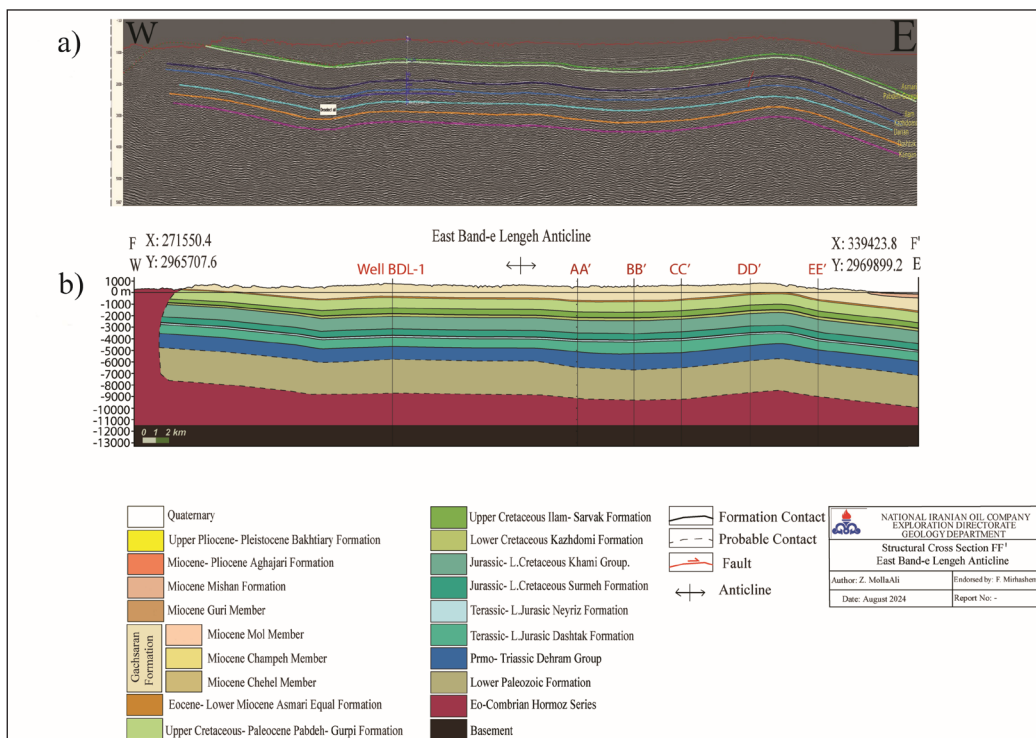 a)
W
E
Asmari
Ilam
Kazhdomi
Darian
Dashtak
Kangan
F X: 271550.4
W Y: 2965707.6
East Band-e Lengeh Anticline
X: 339423.8 F'
Y: 2969899.2 E
b)
Well BDL-1
AA'
BB'
CC'
DD'
EE'
1000
0 m
-1000
-2000
-3000
-4000
-5000
-6000
-7000
-8000
-9000
-10000
-11000
-12000
-13000
0 1 2 km
Quaternary
Upper Pliocene- Pleistocene Bakhtiary Formation
Miocene- Pliocene Aghajari Formation
Miocene Mishan Formation
Miocene Guri Member
Gachsaran
Formation
Miocene Mol Member
Miocene Champeh Member
Miocene Chehel Member
Eocene- Lower Miocene Asmari Equal Formation
Upper Cretaceous- Paleocene Pabdeh- Gurpi Formation
Upper Cretaceous Ilam- Sarvak Formation
Lower Cretaceous Kazhdomi Formation
Jurassic- L.Cretaceous Khami Group.
Jurassic- L.Cretaceous Surmeh Formation
Terassic- L.Jurasic Neyriz Formation
Terassic- L.Jurasic Dashtak Formation
Prmo- Triassic Dehram Group
Lower Paleozoic Formation
Eo-Combrian Hormoz Series
Basement
Formation Contact
Probable Contact
Fault
Anticline
NATIONAL IRANIAN OIL COMPANY
EXPLORATION DIRECTORATE
GEOLOGY DEPARTMENT
Structural Cross Section FF'
East Band-e Lengeh Anticline
Author: Z. MollaAli
Endorsed by: F. Mirhashemi
Date: August 2024
Report No: -